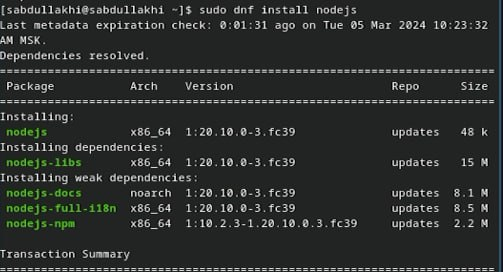 [sabdullakhi@sabdullakhi ~]$ sudo dnf install nodejs
Last metadata expiration check: 0:01:31 ago on Tue 05 Mar 2024 10:23:32
AM MSK.
Dependencies resolved.
================================================================================
Package Arch Version Repo Size
================================================================================
Installing:
nodejs x86_64 1:20.10.0-3.fc39 updates 48 k
Installing dependencies:
nodejs-libs x86_64 1:20.10.0-3.fc39 updates 15 M
Installing weak dependencies:
nodejs-docs noarch 1:20.10.0-3.fc39 updates 8.1 M
nodejs-full-i18n x86_64 1:20.10.0-3.fc39 updates 8.5 M
nodejs-npm x86_64 1:10.2.3-1.20.10.0.3.fc39 updates 2.2 M
Transaction Summary
================================================================================